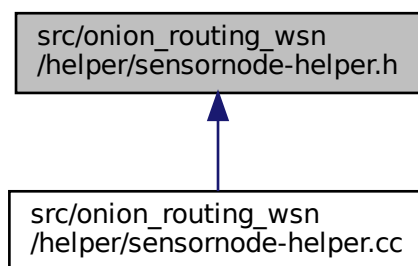 src/onion_routing_wsn
/helper/sensornode-helper.h
src/onion_routing_wsn
/helper/sensornode-helper.cc